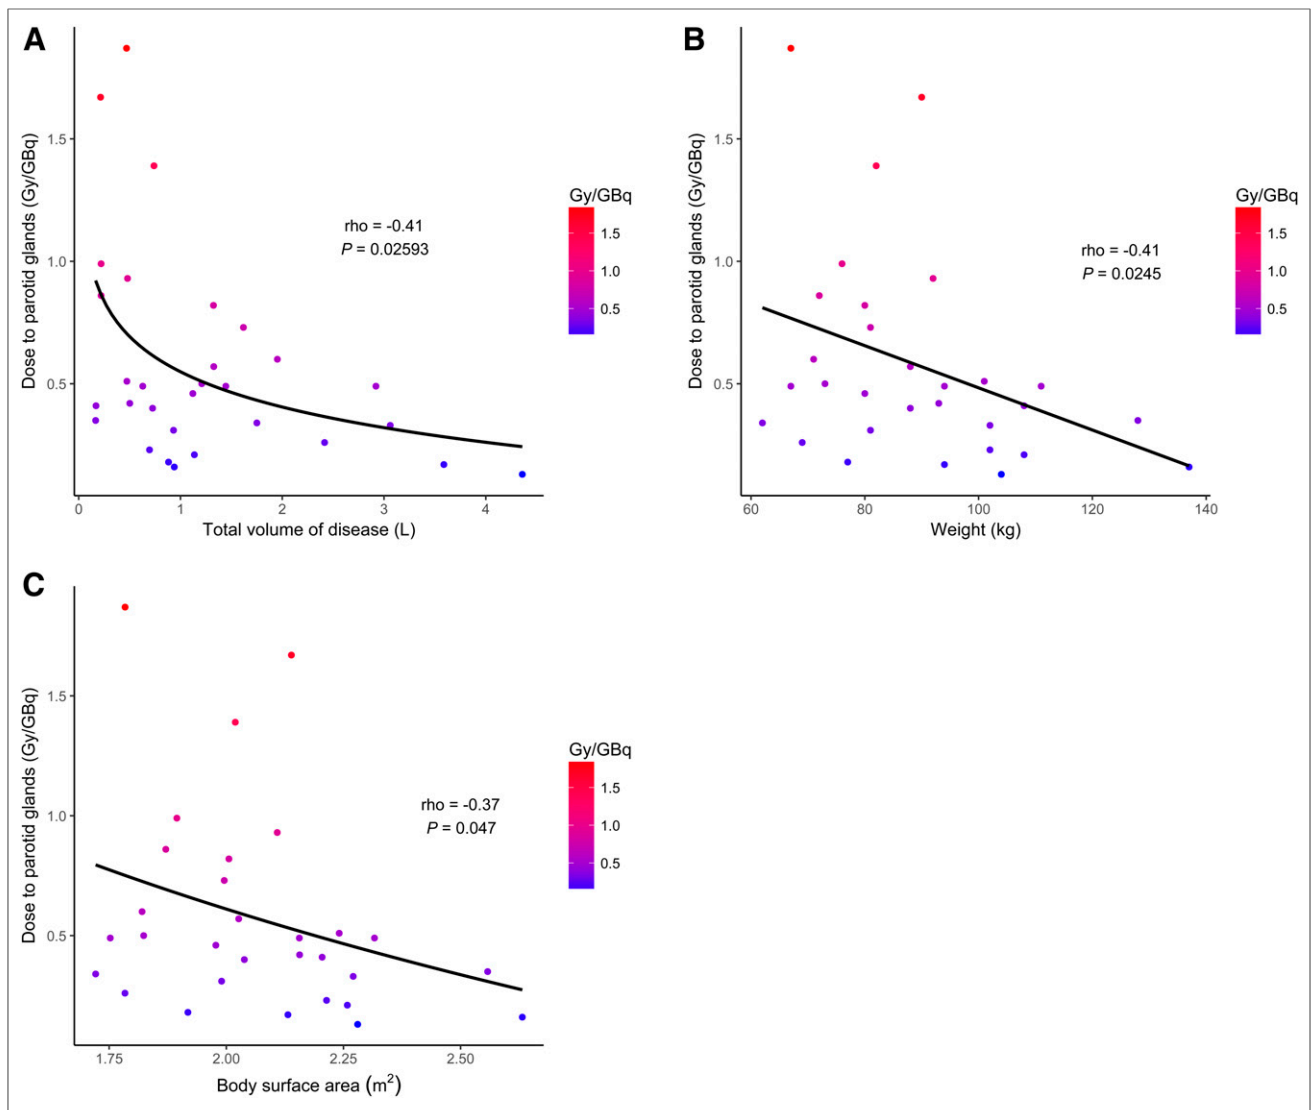 A
Dose to parotid glands (Gy/GBq)
1.5
1.0
0.5
0 1 2 3 4
Total volume of disease (L)
rho = -0.41
P = 0.02593
Gy/GBq
1.5
1.0
0.5
B
Dose to parotid glands (Gy/GBq)
1.5
1.0
0.5
60 80 100 120 140
Weight (kg)
rho = -0.41
P = 0.0245
Gy/GBq
1.5
1.0
0.5
C
Dose to parotid glands (Gy/GBq)
1.5
1.0
0.5
1.75 2.00 2.25 2.50
Body surface area (m²)
rho = -0.37
P = 0.047
Gy/GBq
1.5
1.0
0.5